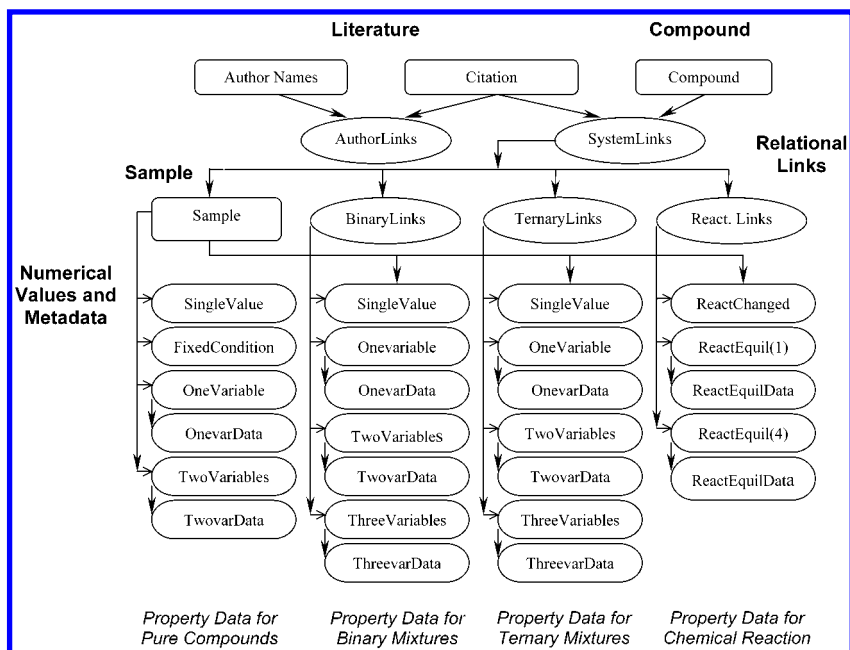 Literature
Compound
Author Names
Citation
Compound
AuthorLinks
SystemLinks
Relational
Links
Sample
Sample
BinaryLinks
TernaryLinks
React. Links
Numerical
Values and
Metadata
SingleValue
FixedCondition
OneVariable
OnevarData
TwoVariables
TwovarData
SingleValue
Onevariable
OnevarData
TwoVariables
TwovarData
ThreeVariables
ThreevarData
SingleValue
OneVariable
OnevarData
TwoVariables
TwovarData
ThreeVariables
ThreevarData
ReactChanged
ReactEquil(1)
ReactEquilData
ReactEquil(4)
ReactEquilData
Property Data for
Pure Compounds
Property Data for
Binary Mixtures
Property Data for
Ternary Mixtures
Property Data for
Chemical Reaction